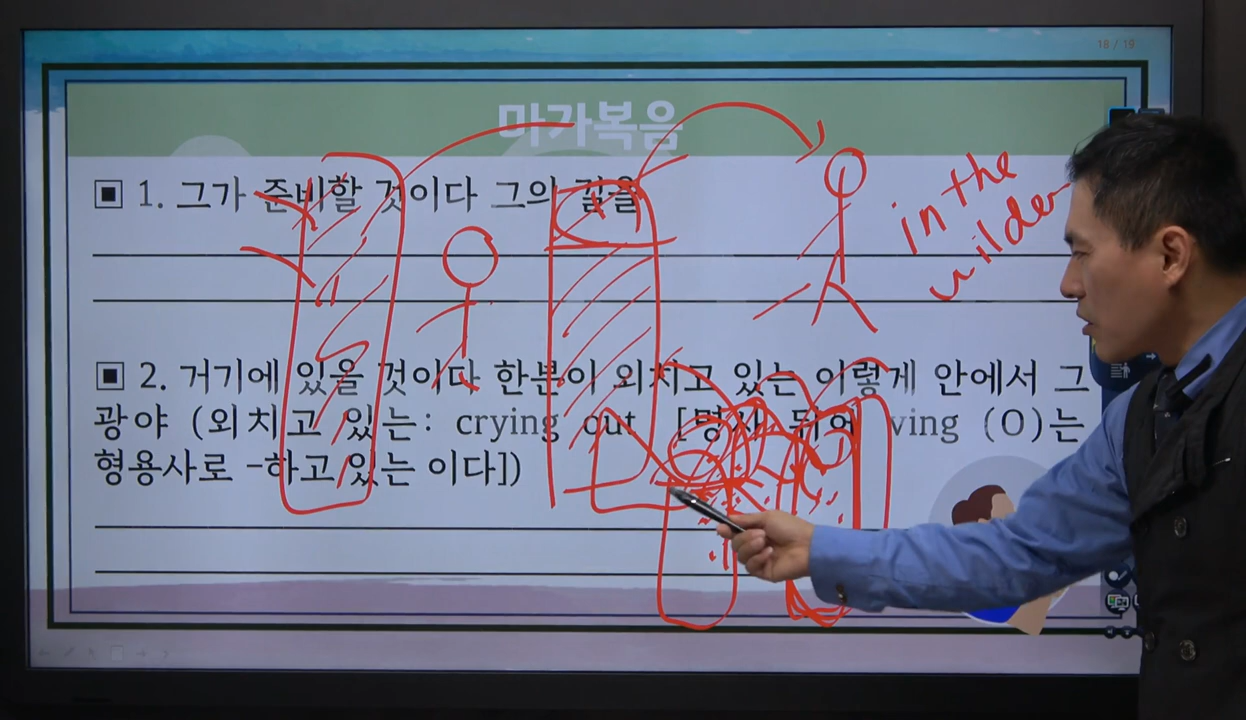 18 / 19
마가복음
▣ 1. 그가 준비할 것이다 그의 길을
in the
wilder
▣ 2. 거기에 있을 것이다 한분이 외치고 있는 이렇게 안에서 그
광야 (외치고 있는: crying out [명사 뒤에 ving (O)는
형용사로 -하고 있는 이다])